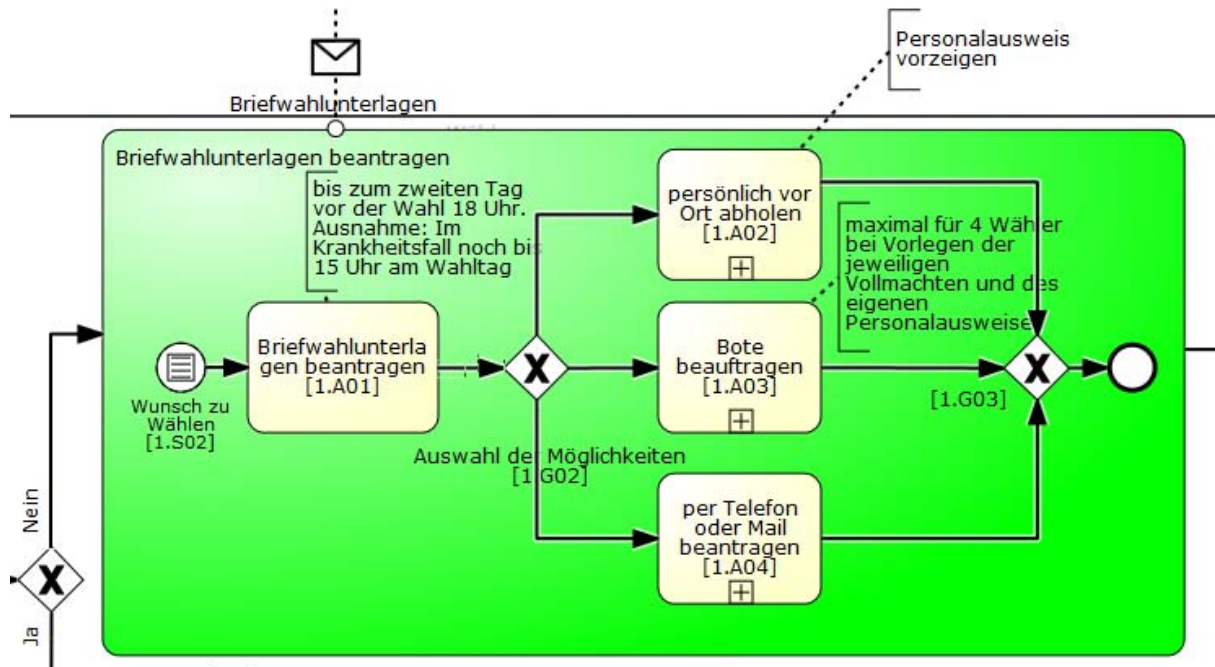 Personalausweis
vorzeigen
Briefwahlunterlagen
Briefwahlunterlagen beantragen
bis zum zweiten Tag
vor der Wahl 18 Uhr.
Ausnahme: Im
Krankheitsfall noch bis
15 Uhr am Wahltag
persönlich vor
Ort abholen
[1.A02]
maximal für 4 Wähler
bei Vorlegen der
jeweiligen
Vollmachten und des
eigenen
Personalausweise
Briefwahlunterla
gen beantragen
[1.A01]
Bote
beauftragen
[1.A03]
Wunsch zu
Wählen
[1.S02]
[1.G03]
Auswahl der Möglichkeiten
[1.G02]
per Telefon
oder Mail
beantragen
[1.A04]
Nein
Ja